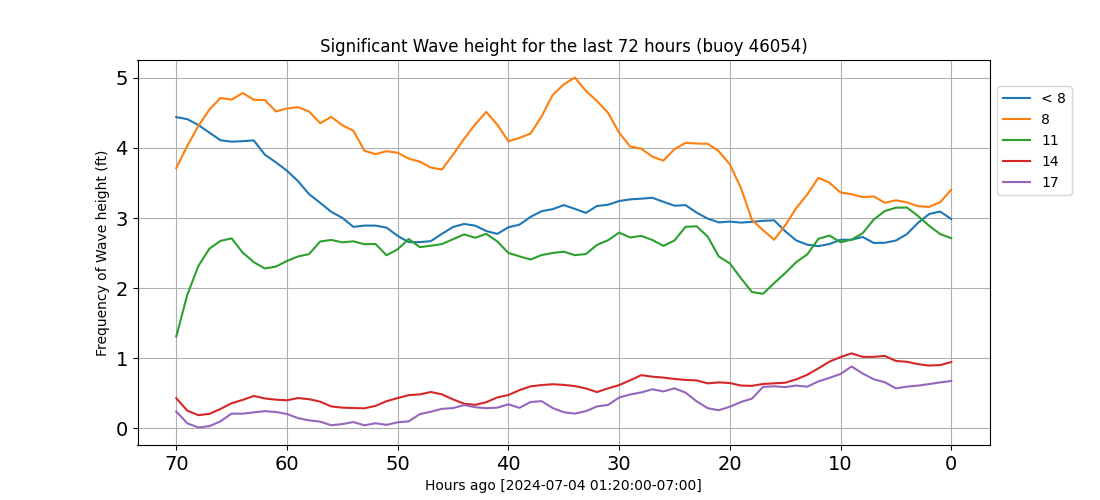 Significant Wave height for the last 72 hours (buoy 46054)
Frequency of Wave height (ft)
5
4
3
2
1
0
70 60 50 40 30 20 10 0
Hours ago [2024-07-04 01:20:00-07:00]
< 8
8
11
14
17